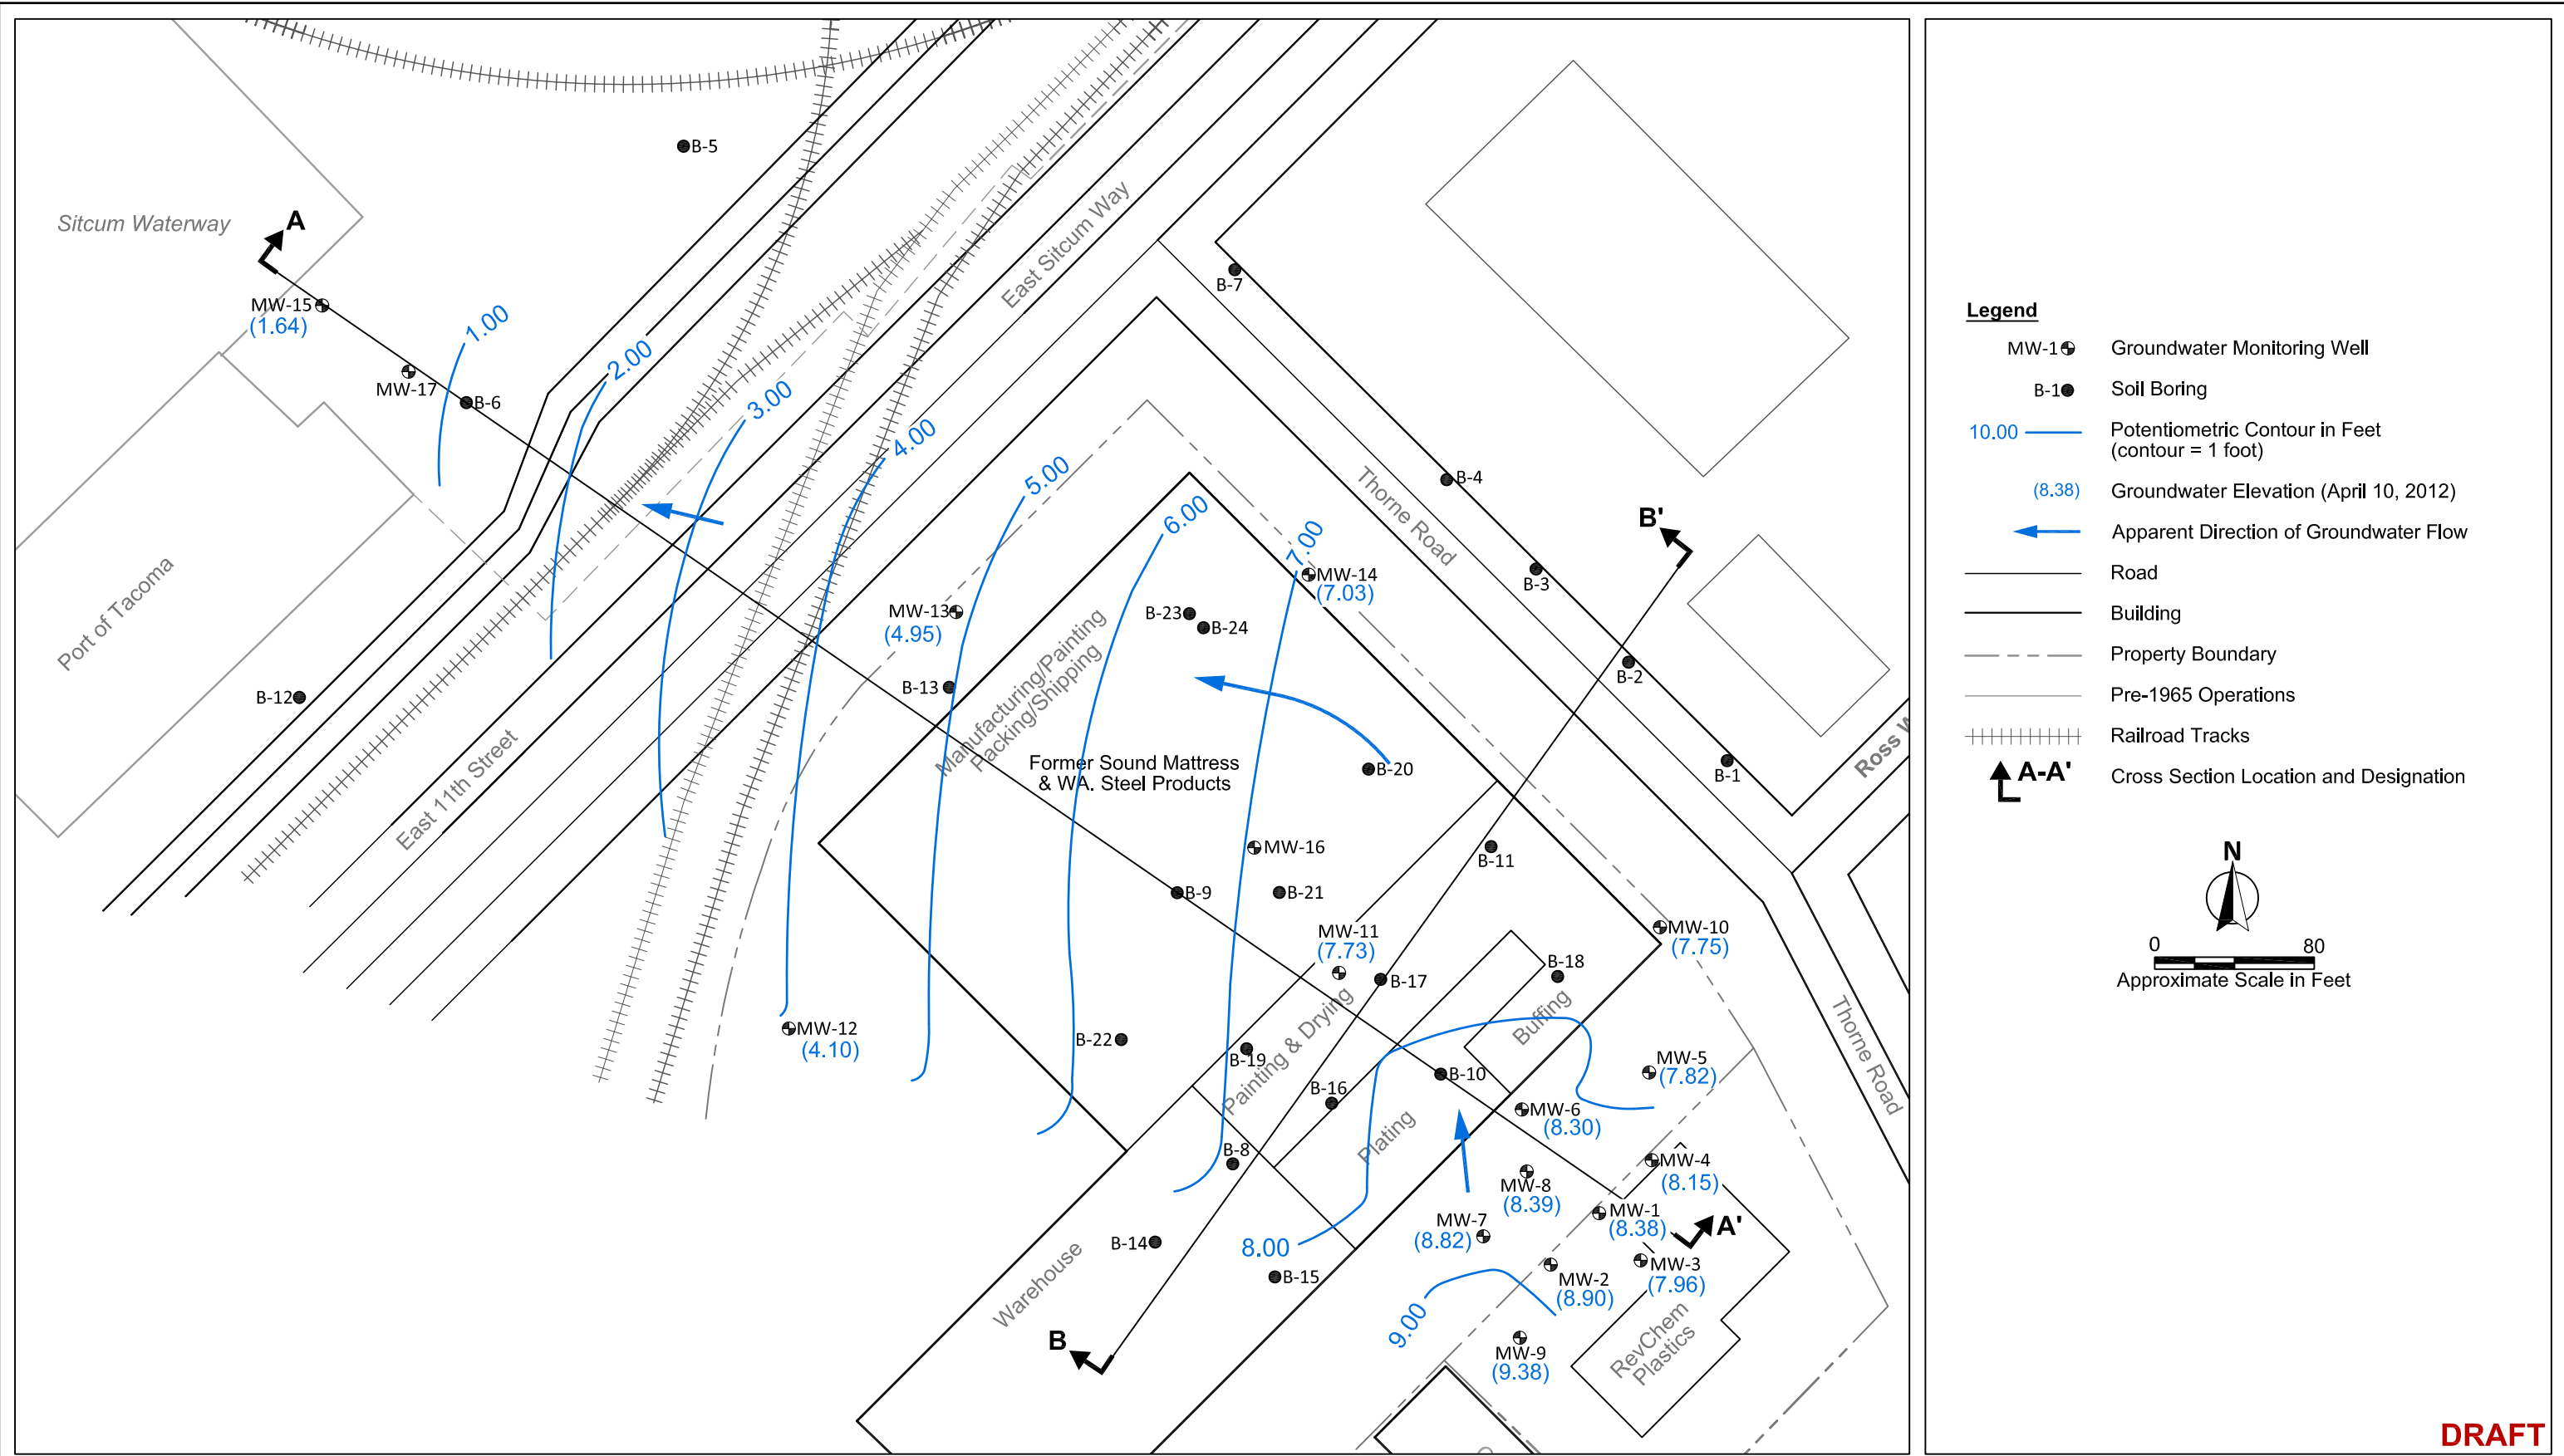 B-5
Sitcum Waterway
A
MW-15
(1.64)
1.00
MW-17
B-6
2.00
3.00
4.00
5.00
6.00
7.00
East Sitcum Way
B-7
B-4
Thorne Road
B-3
B'
B-2
B-1
Ross
Port of Tacoma
B-12
East 11th Street
MW-13
(4.95)
B-13
MW-14
(7.03)
B-23
B-24
Manufacturing/Painting
Packing/Shipping
Former Sound Mattress
& WA. Steel Products
B-20
MW-16
B-11
B-9
B-21
MW-11
(7.73)
MW-10
(7.75)
B-17
B-18
Buffing
MW-12
(4.10)
B-22
B-19
Painting & Drying
B-16
B-10
MW-5
(7.82)
Thorne Road
MW-6
(8.30)
Plating
B-8
MW-4
(8.15)
MW-8
(8.39)
MW-7
(8.82)
MW-1
(8.38)
A'
8.00
B-14
B-15
MW-2
(8.90)
MW-3
(7.96)
Warehouse
9.00
B
MW-9
(9.38)
RevChem
Plastics
Legend
MW-1 Groundwater Monitoring Well
B-1 Soil Boring
10.00 Potentiometric Contour in Feet
(contour = 1 foot)
(8.38) Groundwater Elevation (April 10, 2012)
Apparent Direction of Groundwater Flow
Road
Building
Property Boundary
Pre-1965 Operations
Railroad Tracks
A-A' Cross Section Location and Designation
N
0 80
Approximate Scale in Feet
DRAFT